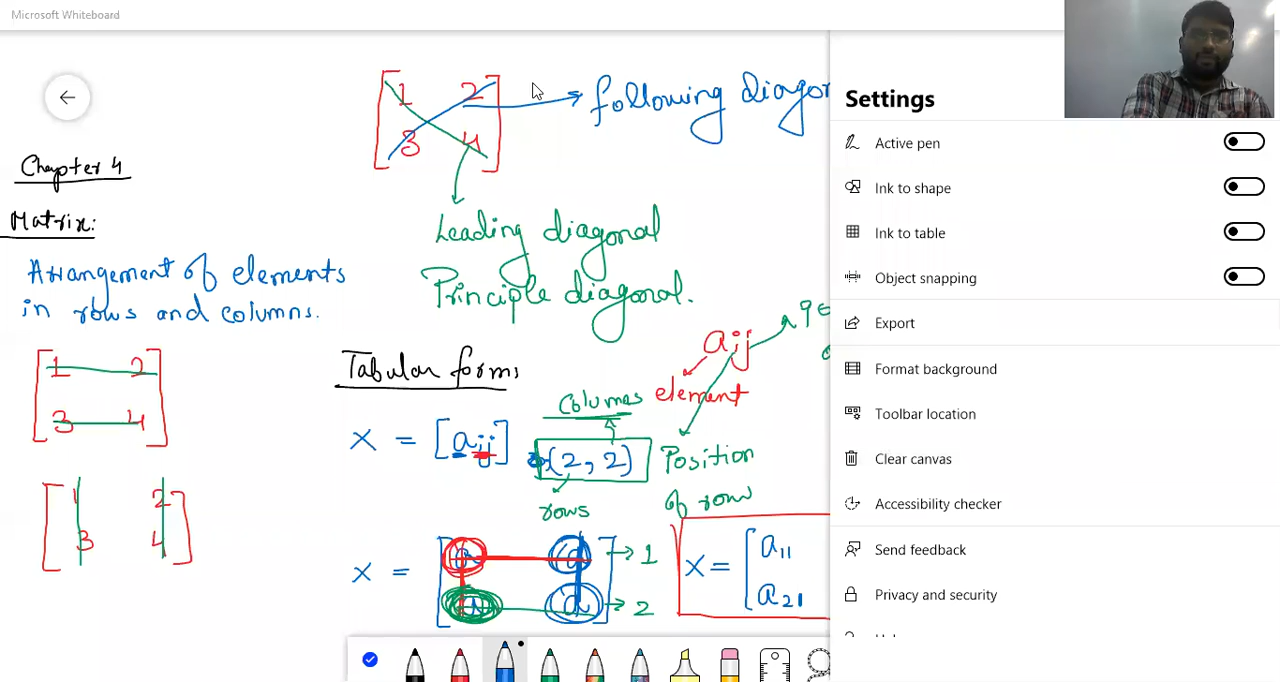 Microsoft Whiteboard
Chapter 4
Matrix:
Arrangement of elements
in rows and columns.
1 2
3 4
1 2
3 4
1 2
3 4
following
Leading diagonal
Principle diagonal.
Tabular forms
X = [aij]
(2, 2)
Columes
rows
aij
element
Position
of row
X =
a a → 1
a a → 2
X =
a11
a21
Settings
Active pen
Ink to shape
Ink to table
Object snapping
Export
Format background
Toolbar location
Clear canvas
Accessibility checker
Send feedback
Privacy and security